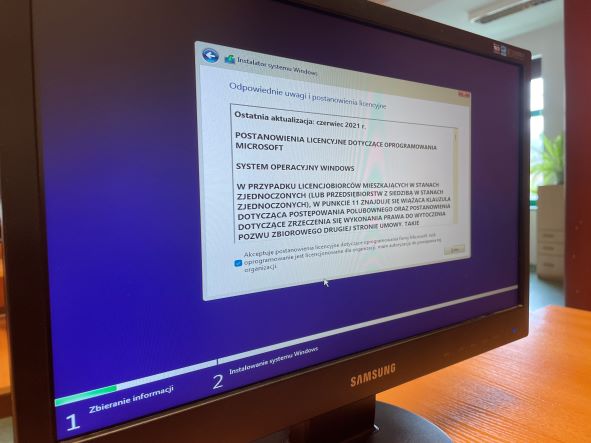 Instalator systemu Windows
Odpowiednie uwagi i postanowienia licencyjne
Ostatnia aktualizacja: czerwiec 2021 r.
POSTANOWIENIA LICENCYJNE DOTYCZĄCE OPROGRAMOWANIA
MICROSOFT
SYSTEM OPERACYJNY WINDOWS
W PRZYPADKU LICENCJOBIORCÓW MIESZKAJĄCYCH W STANACH
ZJEDNOCZONYCH (LUB PRZEDSIĘBIORSTW Z SIEDZIBĄ W STANACH
ZJEDNOCZONYCH), W PUNKCIE 11 ZNAJDUJE SIĘ WIĄŻĄCA KLAUZULA
DOTYCZĄCA POSTĘPOWANIA POLUBOWNEGO ORAZ POSTANOWIENIA
DOTYCZĄCE ZRZECZENIA SIĘ WYKONANIA PRAWA DO WYTOCZENIA
POZWU ZBIOROWEGO DRUGIEJ STRONIE UMOWY. TAKIE
Akceptuję postanowienia licencyjne dotyczące oprogramowania firmy Microsoft. Jeśli
oprogramowanie jest licencjonowane dla organizacji, mam autoryzację do powiązania tej
organizacji.
1 Zbieranie informacji
2 Instalowanie systemu Windows
SAMSUNG